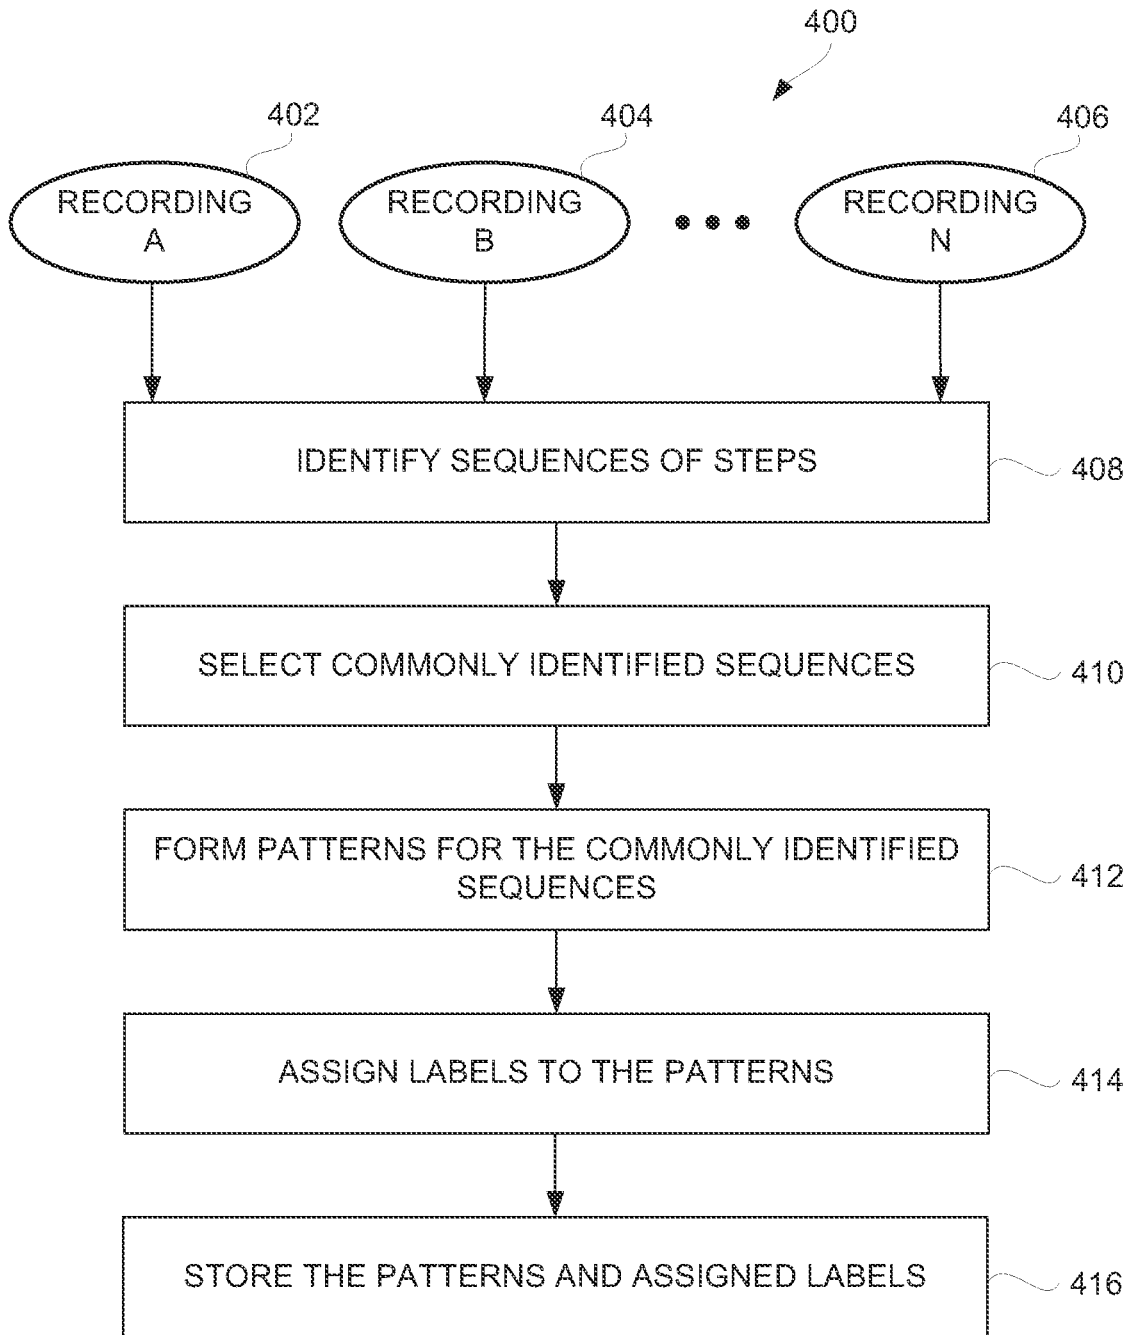 400
402
404
406
RECORDING
A
RECORDING
B
RECORDING
N
IDENTIFY SEQUENCES OF STEPS
408
SELECT COMMONLY IDENTIFIED SEQUENCES
410
FORM PATTERNS FOR THE COMMONLY IDENTIFIED
SEQUENCES
412
ASSIGN LABELS TO THE PATTERNS
414
STORE THE PATTERNS AND ASSIGNED LABELS
416